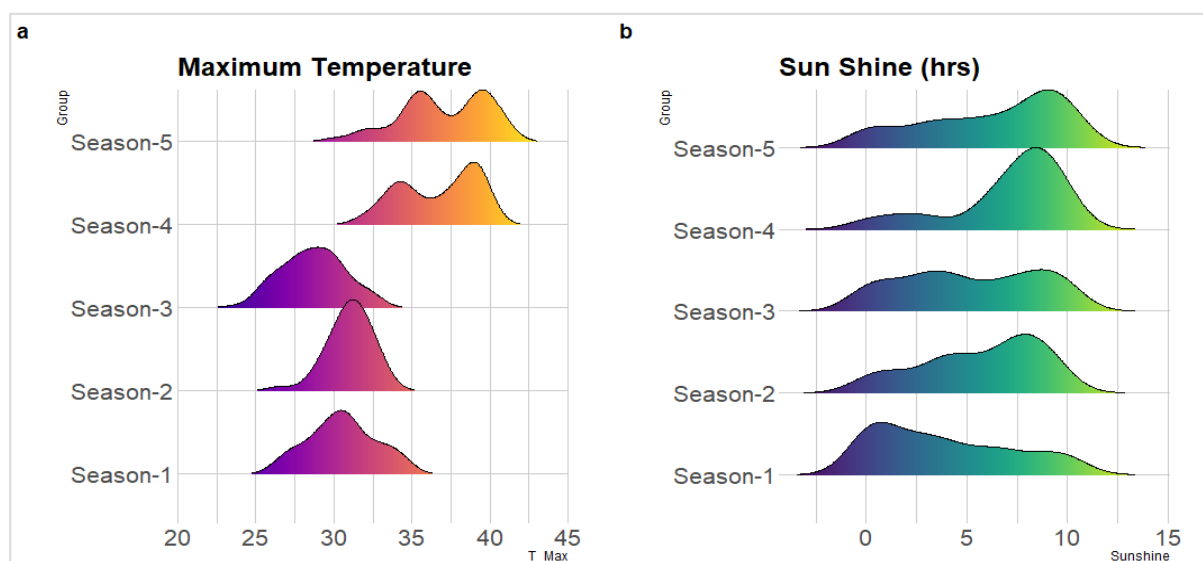 a
Maximum Temperature
Group
Season-5
Season-4
Season-3
Season-2
Season-1
20 25 30 35 40 45
T_Max
b
Sun Shine (hrs)
Group
Season-5
Season-4
Season-3
Season-2
Season-1
0 5 10 15
Sunshine